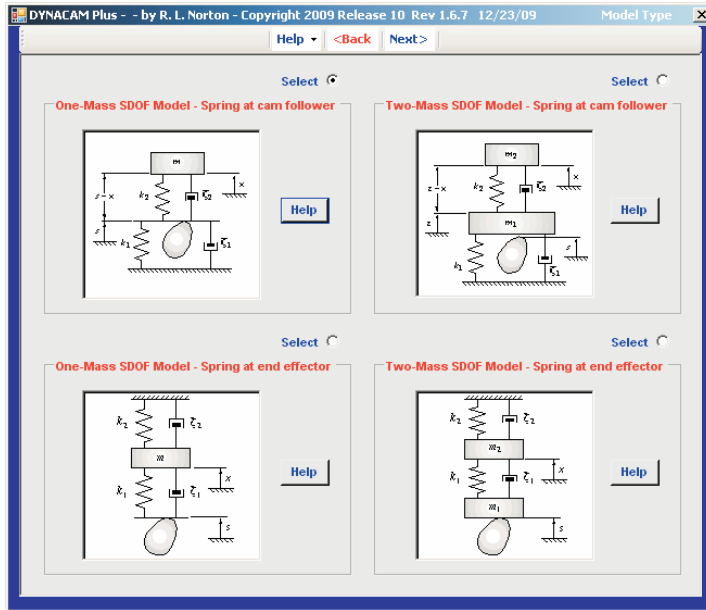 DYNACAM Plus - - by R. L. Norton - Copyright 2009 Release 10 Rev 1.6.7 12/23/09 Model Type
Help <Back Next>
Select
One-Mass SDOF Model - Spring at cam follower
m
s - x
x
k2
ζ2
s
k1
ζ1
Help
Select
Two-Mass SDOF Model - Spring at cam follower
m2
z - x
x
k2
ζ2
m1
z
s
k1
ζ1
Help
Select
One-Mass SDOF Model - Spring at end effector
k2
ζ2
m
x
k1
ζ1
s
Help
Select
Two-Mass SDOF Model - Spring at end effector
k2
ζ2
m2
x
k1
ζ1
m1
s
Help